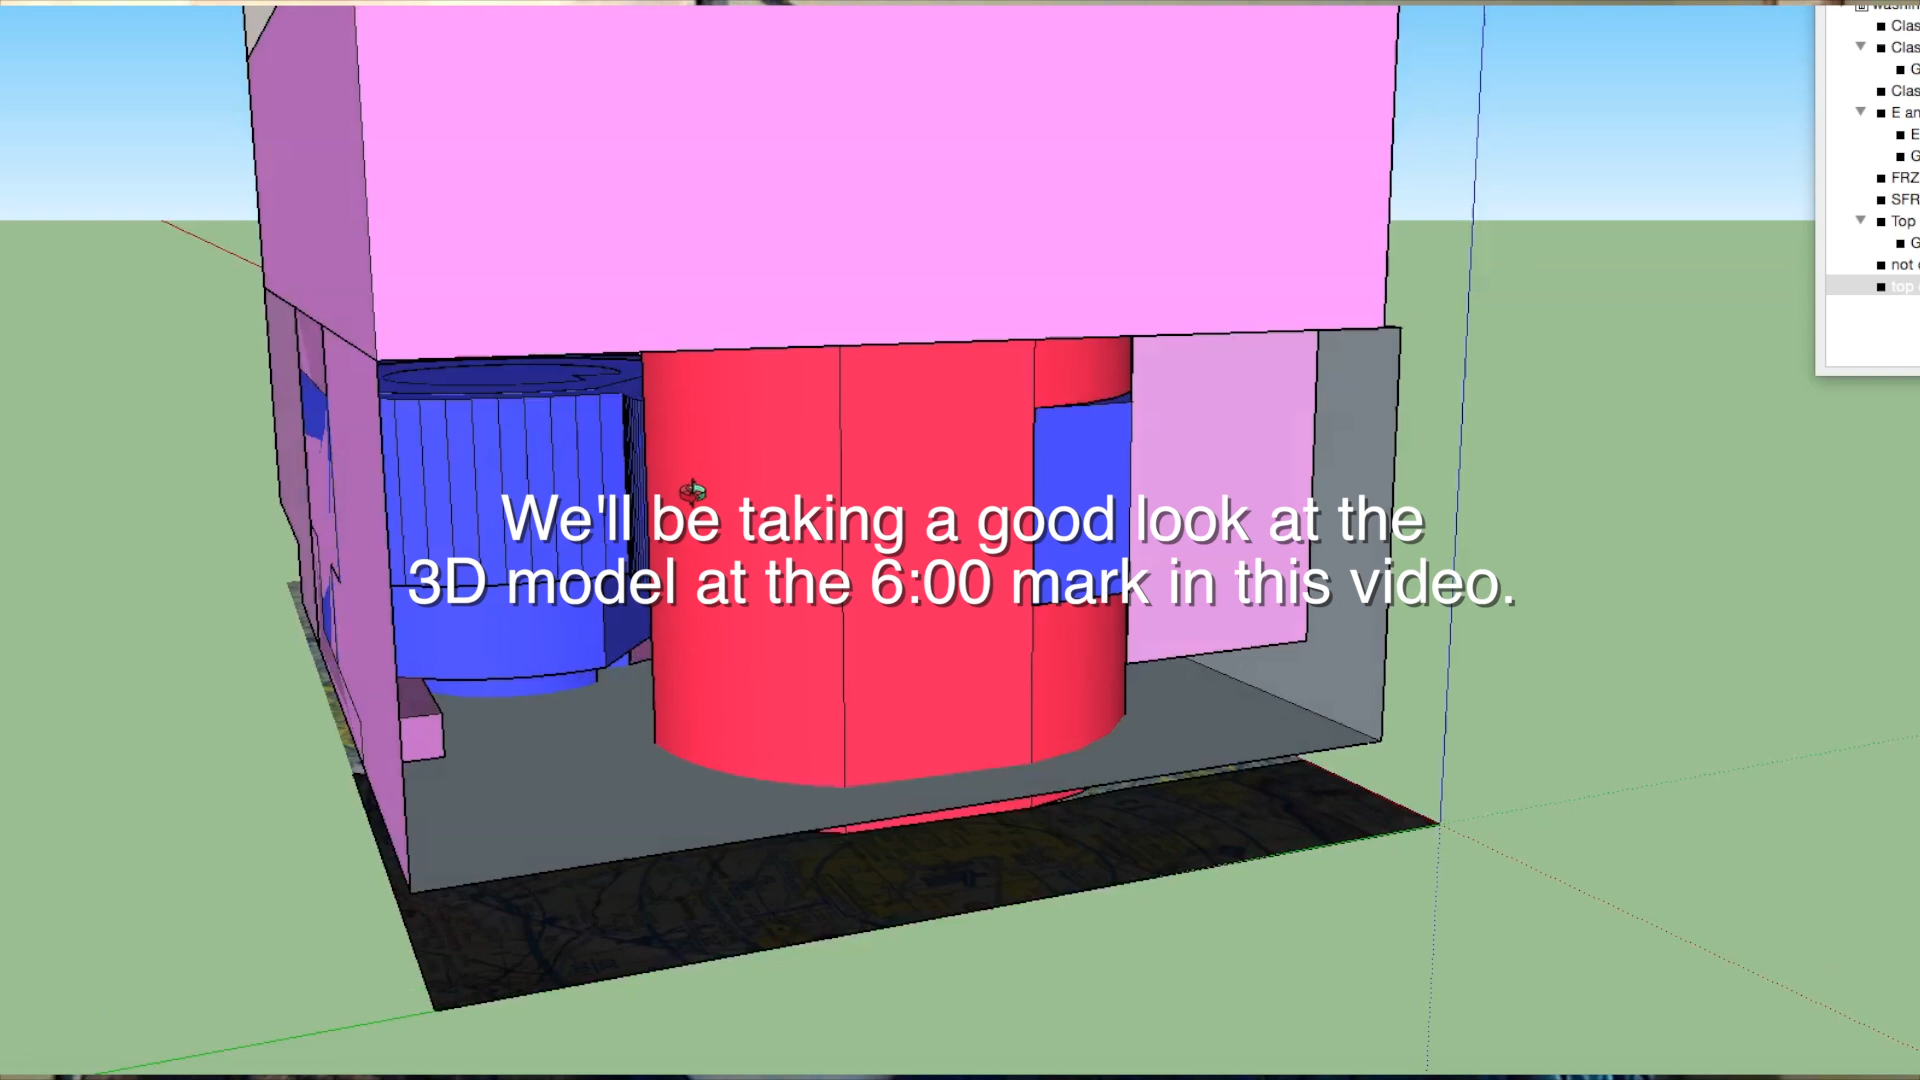 Clas
Clas
G
Clas
E an
E
G
FRZ
SFR
Top
G
not
top
We'll be taking a good look at the
3D model at the 6:00 mark in this video.